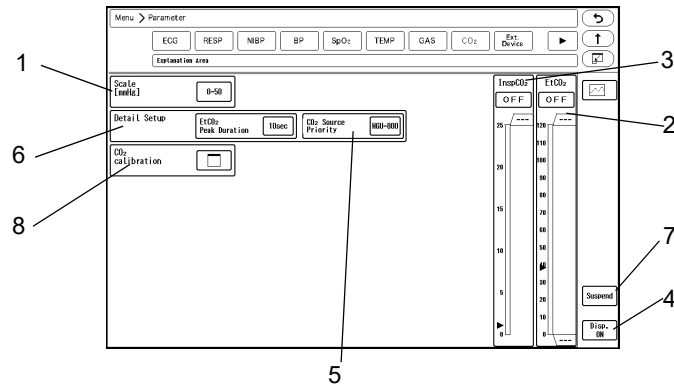 Menu > Parameter
ECG RESP NIBP BP SpO₂ TEMP GAS CO₂ Ext. Device ▶
Explanation Area
1
3
Scale [mmHg] 0-50
InspCO₂ EtCO₂
OFF OFF
2
Detail Setup
EtCO₂ Peak Duration 10sec
CO₂ Source Priority MGU-800
6
CO₂ calibration
8
--- ---
25
20
15
10
5
0
120
110
100
90
80
70
60
50
40
30
20
10
0
---
7
Suspend
4
Disp. ON
5